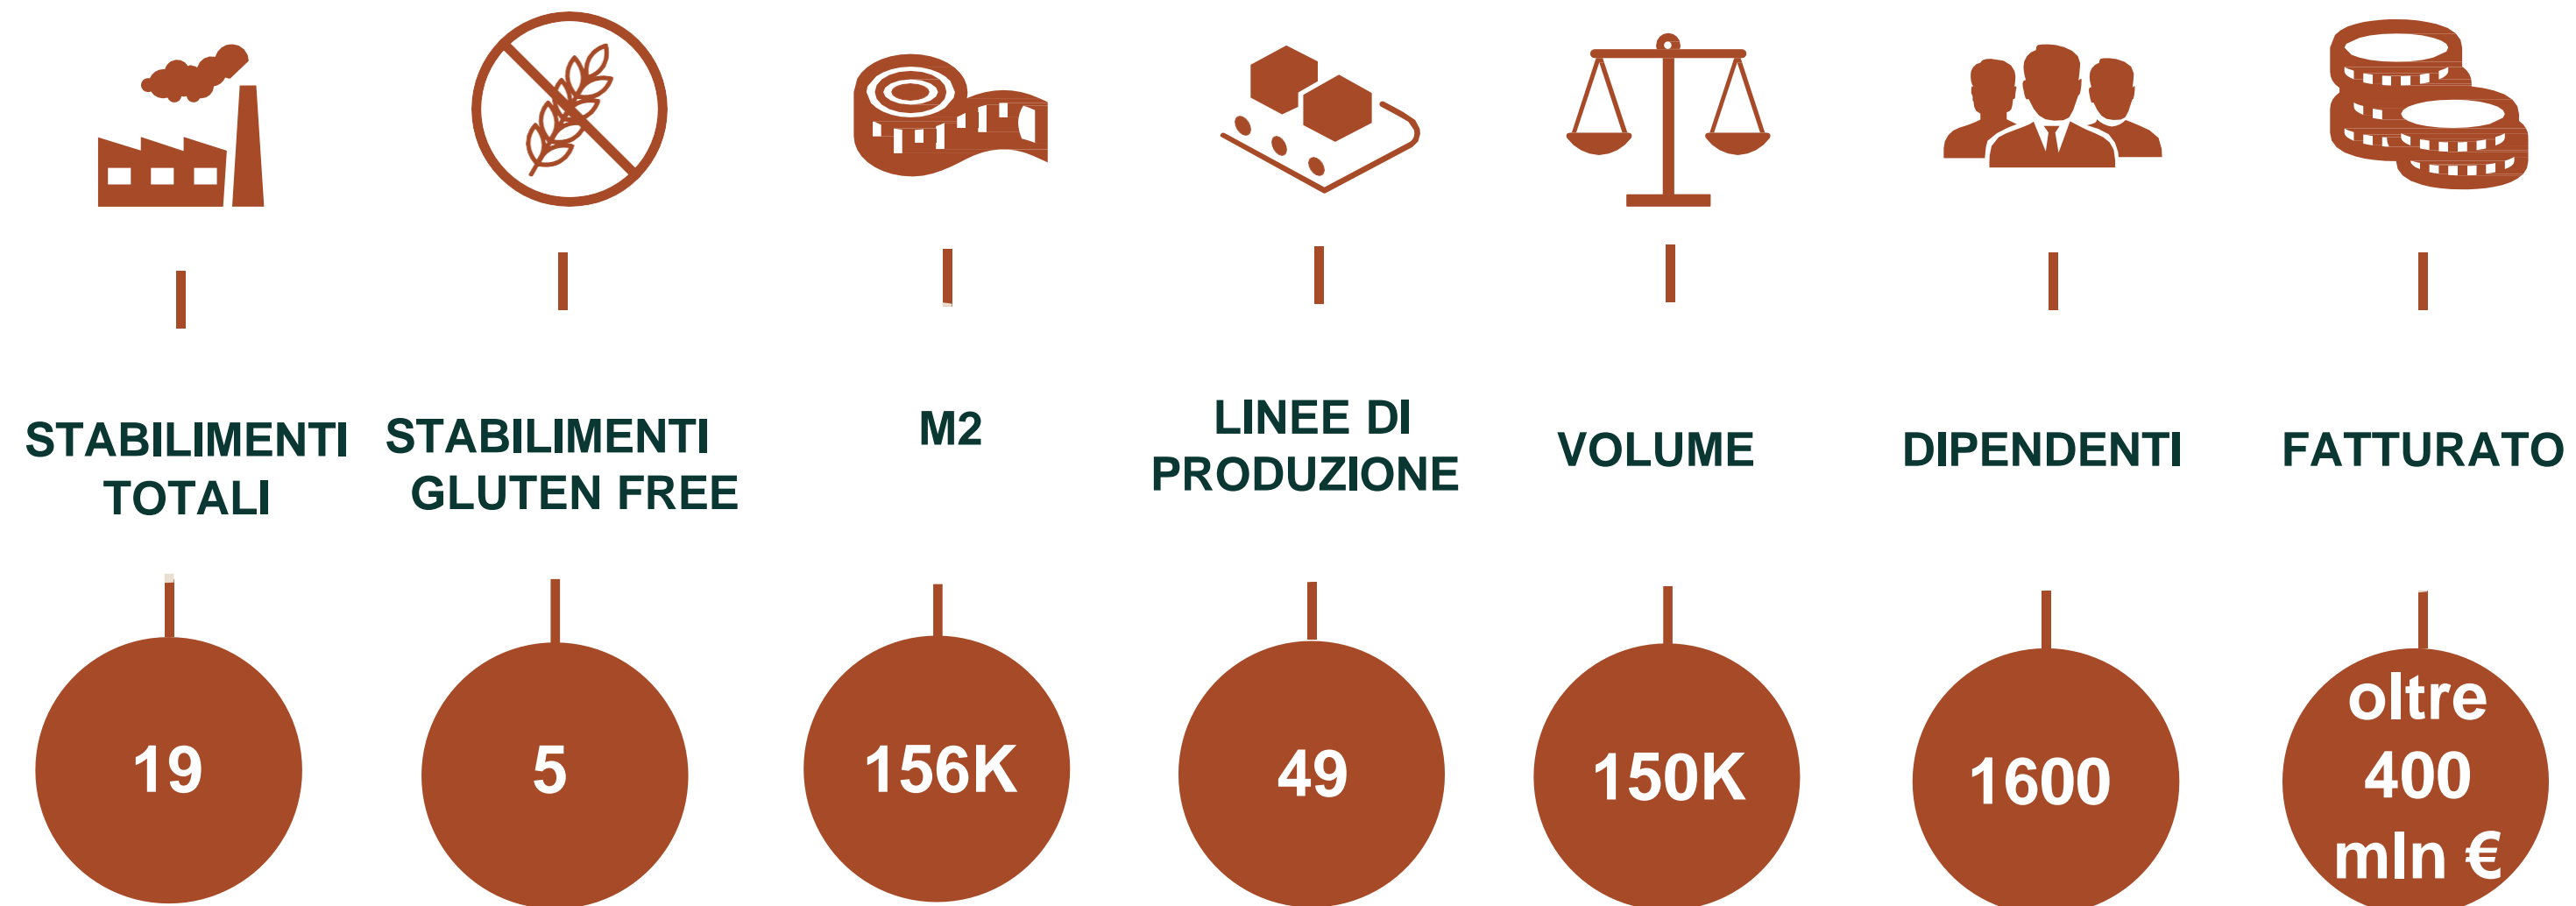 STABILIMENTI
TOTALI
STABILIMENTI
GLUTEN FREE
M2
LINEE DI
PRODUZIONE
VOLUME
DIPENDENTI
FATTURATO
19
5
156K
49
150K
1600
oltre
400
mln €